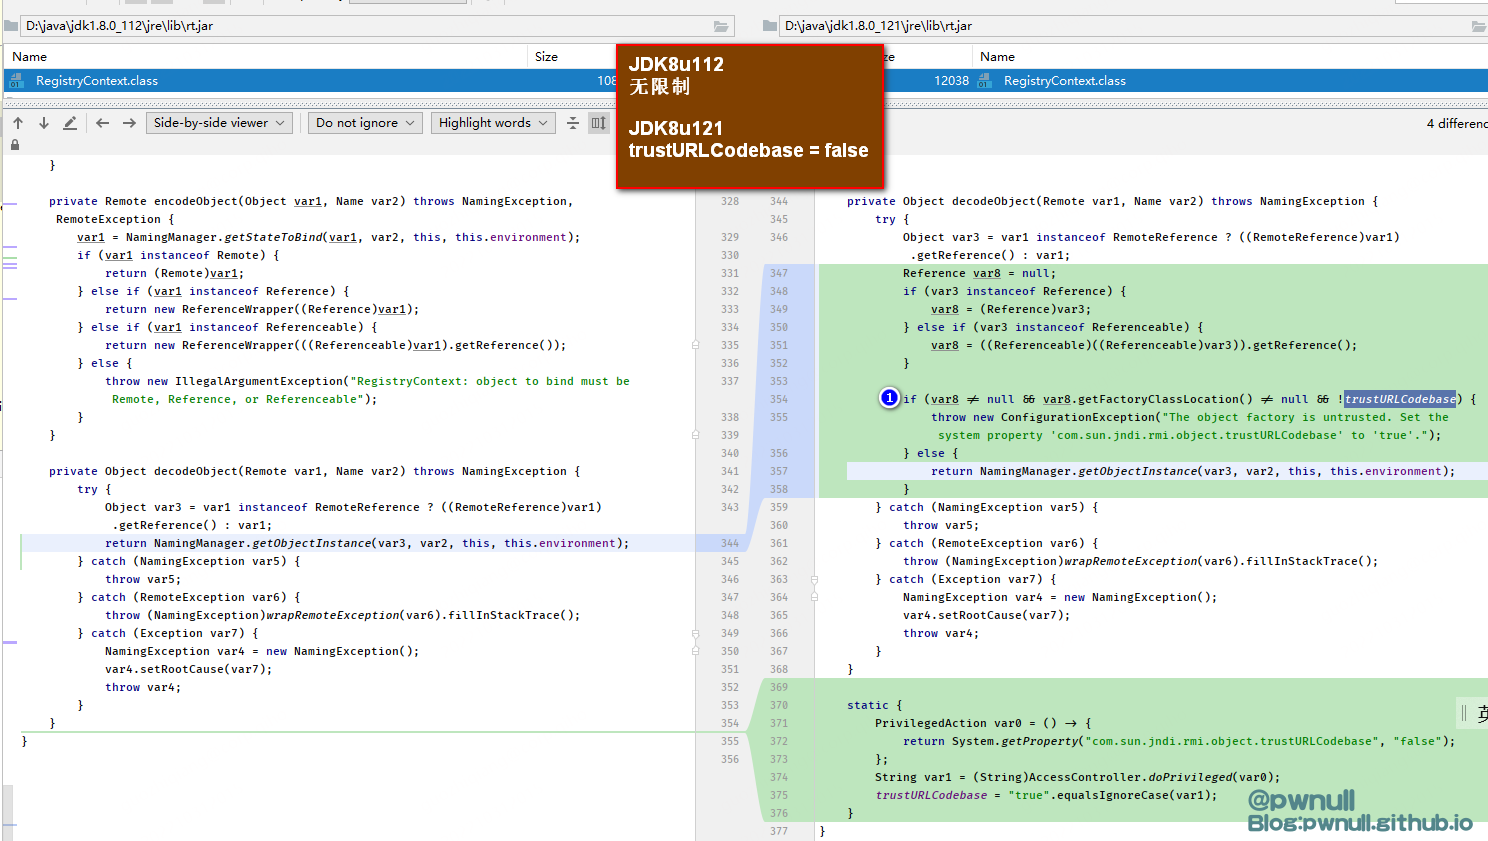 D:\java\jdk1.8.0_112\jre\lib\rt.jar
D:\java\jdk1.8.0_121\jre\lib\rt.jar
Name Size
Name
RegistryContext.class
12038 RegistryContext.class
JDK8u112
无限制
JDK8u121
trustURLCodebase = false
Side-by-side viewer Do not ignore Highlight words
}
private Remote encodeObject(Object var1, Name var2) throws NamingException,
RemoteException {
var1 = NamingManager.getStateToBind(var1, var2, this, this.environment);
if (var1 instanceof Remote) {
return (Remote)var1;
} else if (var1 instanceof Reference) {
return new ReferenceWrapper((Reference)var1);
} else if (var1 instanceof Referenceable) {
return new ReferenceWrapper(((Referenceable)var1).getReference());
} else {
throw new IllegalArgumentException("RegistryContext: object to bind must be
Remote, Reference, or Referenceable");
}
}
private Object decodeObject(Remote var1, Name var2) throws NamingException {
try {
Object var3 = var1 instanceof RemoteReference ? ((RemoteReference)var1)
.getReference() : var1;
return NamingManager.getObjectInstance(var3, var2, this, this.environment);
} catch (NamingException var5) {
throw var5;
} catch (RemoteException var6) {
throw (NamingException)wrapRemoteException(var6).fillInStackTrace();
} catch (Exception var7) {
NamingException var4 = new NamingException();
var4.setRootCause(var7);
throw var4;
}
}
}
328 344
345
329 346
330
331 347
332 348
333 349
334 350
335 351
336 352
337 353
354
338 355
339
340 356
341 357
342 358
343 359
360
344 361
345 362
346 363
347 364
348 365
349 366
350 367
351 368
352 369
353 370
354 371
355 372
356 373
374
375
376
377
private Object decodeObject(Remote var1, Name var2) throws NamingException {
try {
Object var3 = var1 instanceof RemoteReference ? ((RemoteReference)var1)
.getReference() : var1;
Reference var8 = null;
if (var3 instanceof Reference) {
var8 = (Reference)var3;
} else if (var3 instanceof Referenceable) {
var8 = ((Referenceable)((Referenceable)var3)).getReference();
}
1 if (var8 ≠ null && var8.getFactoryClassLocation() ≠ null && !trustURLCodebase) {
throw new ConfigurationException("The object factory is untrusted. Set the
system property 'com.sun.jndi.rmi.object.trustURLCodebase' to 'true'.");
} else {
return NamingManager.getObjectInstance(var3, var2, this, this.environment);
}
} catch (NamingException var5) {
throw var5;
} catch (RemoteException var6) {
throw (NamingException)wrapRemoteException(var6).fillInStackTrace();
} catch (Exception var7) {
NamingException var4 = new NamingException();
var4.setRootCause(var7);
throw var4;
}
}
static {
PrivilegedAction var0 = () → {
return System.getProperty("com.sun.jndi.rmi.object.trustURLCodebase", "false");
};
String var1 = (String)AccessController.doPrivileged(var0);
trustURLCodebase = "true".equalsIgnoreCase(var1);
}
}
@pwnull
Blog:pwnull.github.io